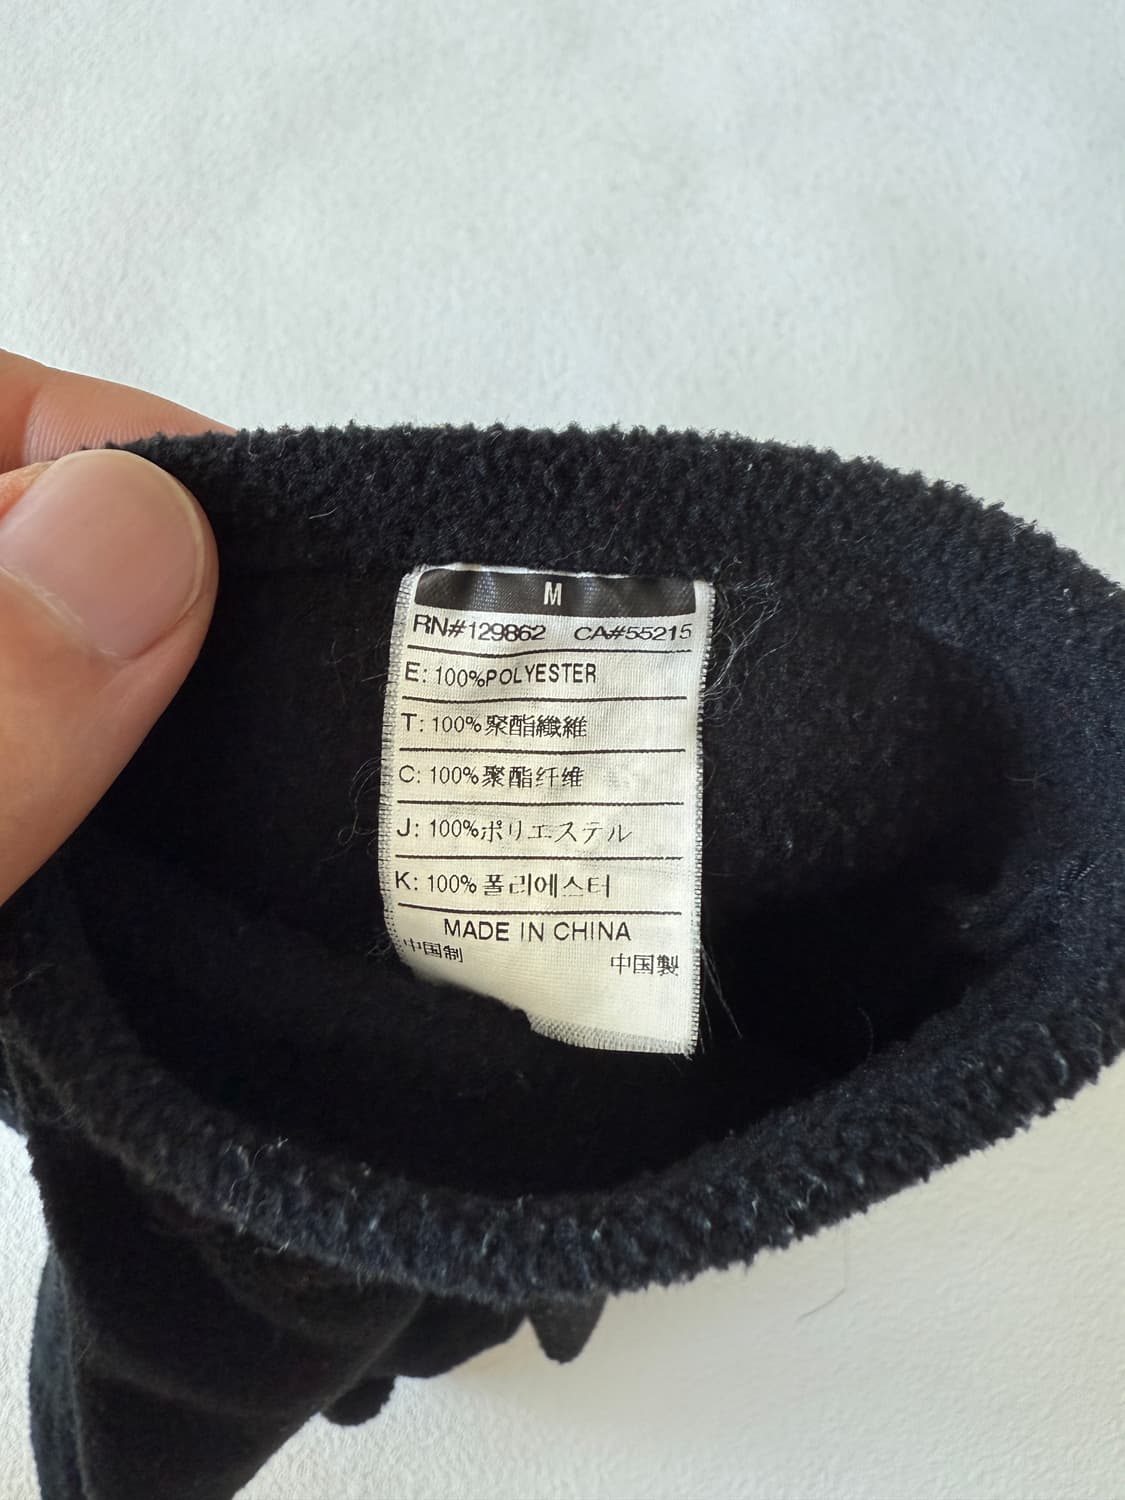 M
RN#129862 CA#55215
E: 100%POLYESTER
T: 100%聚酯纖維
C: 100%聚酯纤维
J: 100%ポリエステル
K: 100%폴리에스터
MADE IN CHINA
中国制 中国製